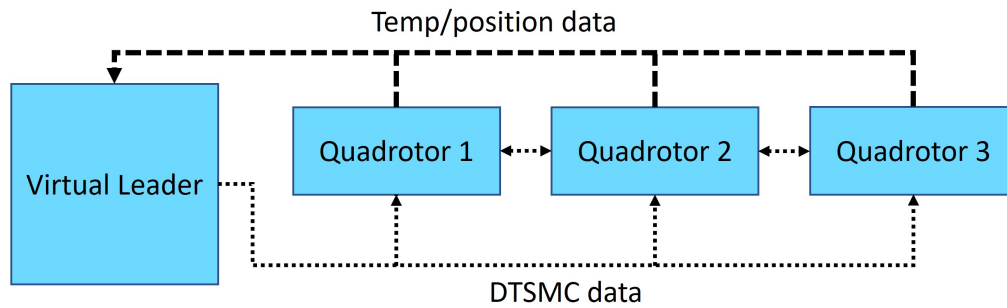 Temp/position data
Virtual Leader
Quadrotor 1
Quadrotor 2
Quadrotor 3
DTSMC data